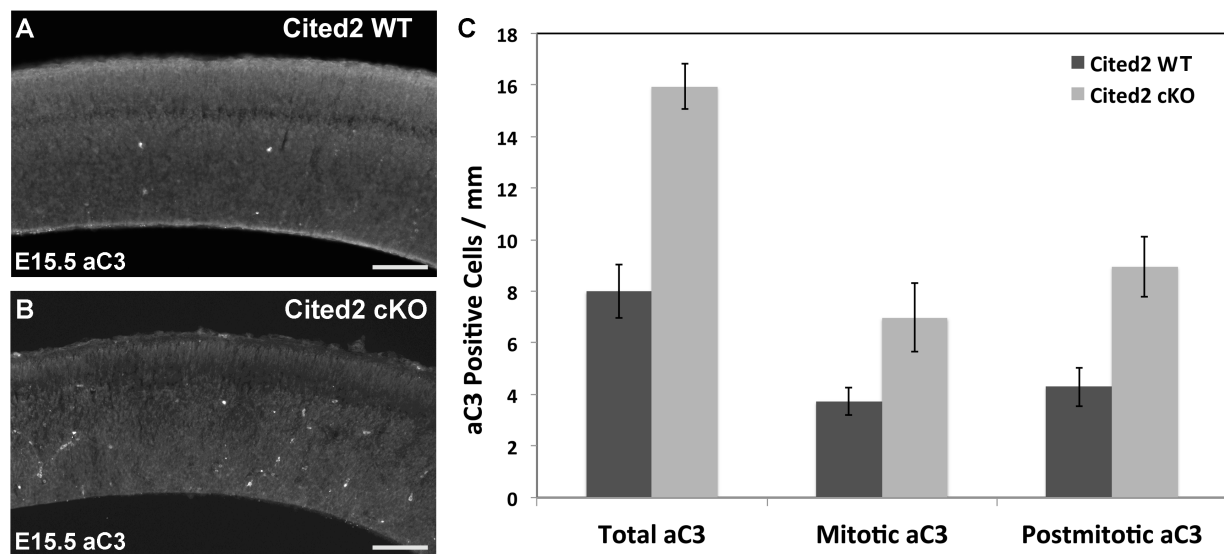 A
Cited2 WT
E15.5 aC3
B
Cited2 cKO
E15.5 aC3
C
aC3 Positive Cells / mm
18
16
14
12
10
8
6
4
2
0
Cited2 WT
Cited2 cKO
Total aC3
Mitotic aC3
Postmitotic aC3